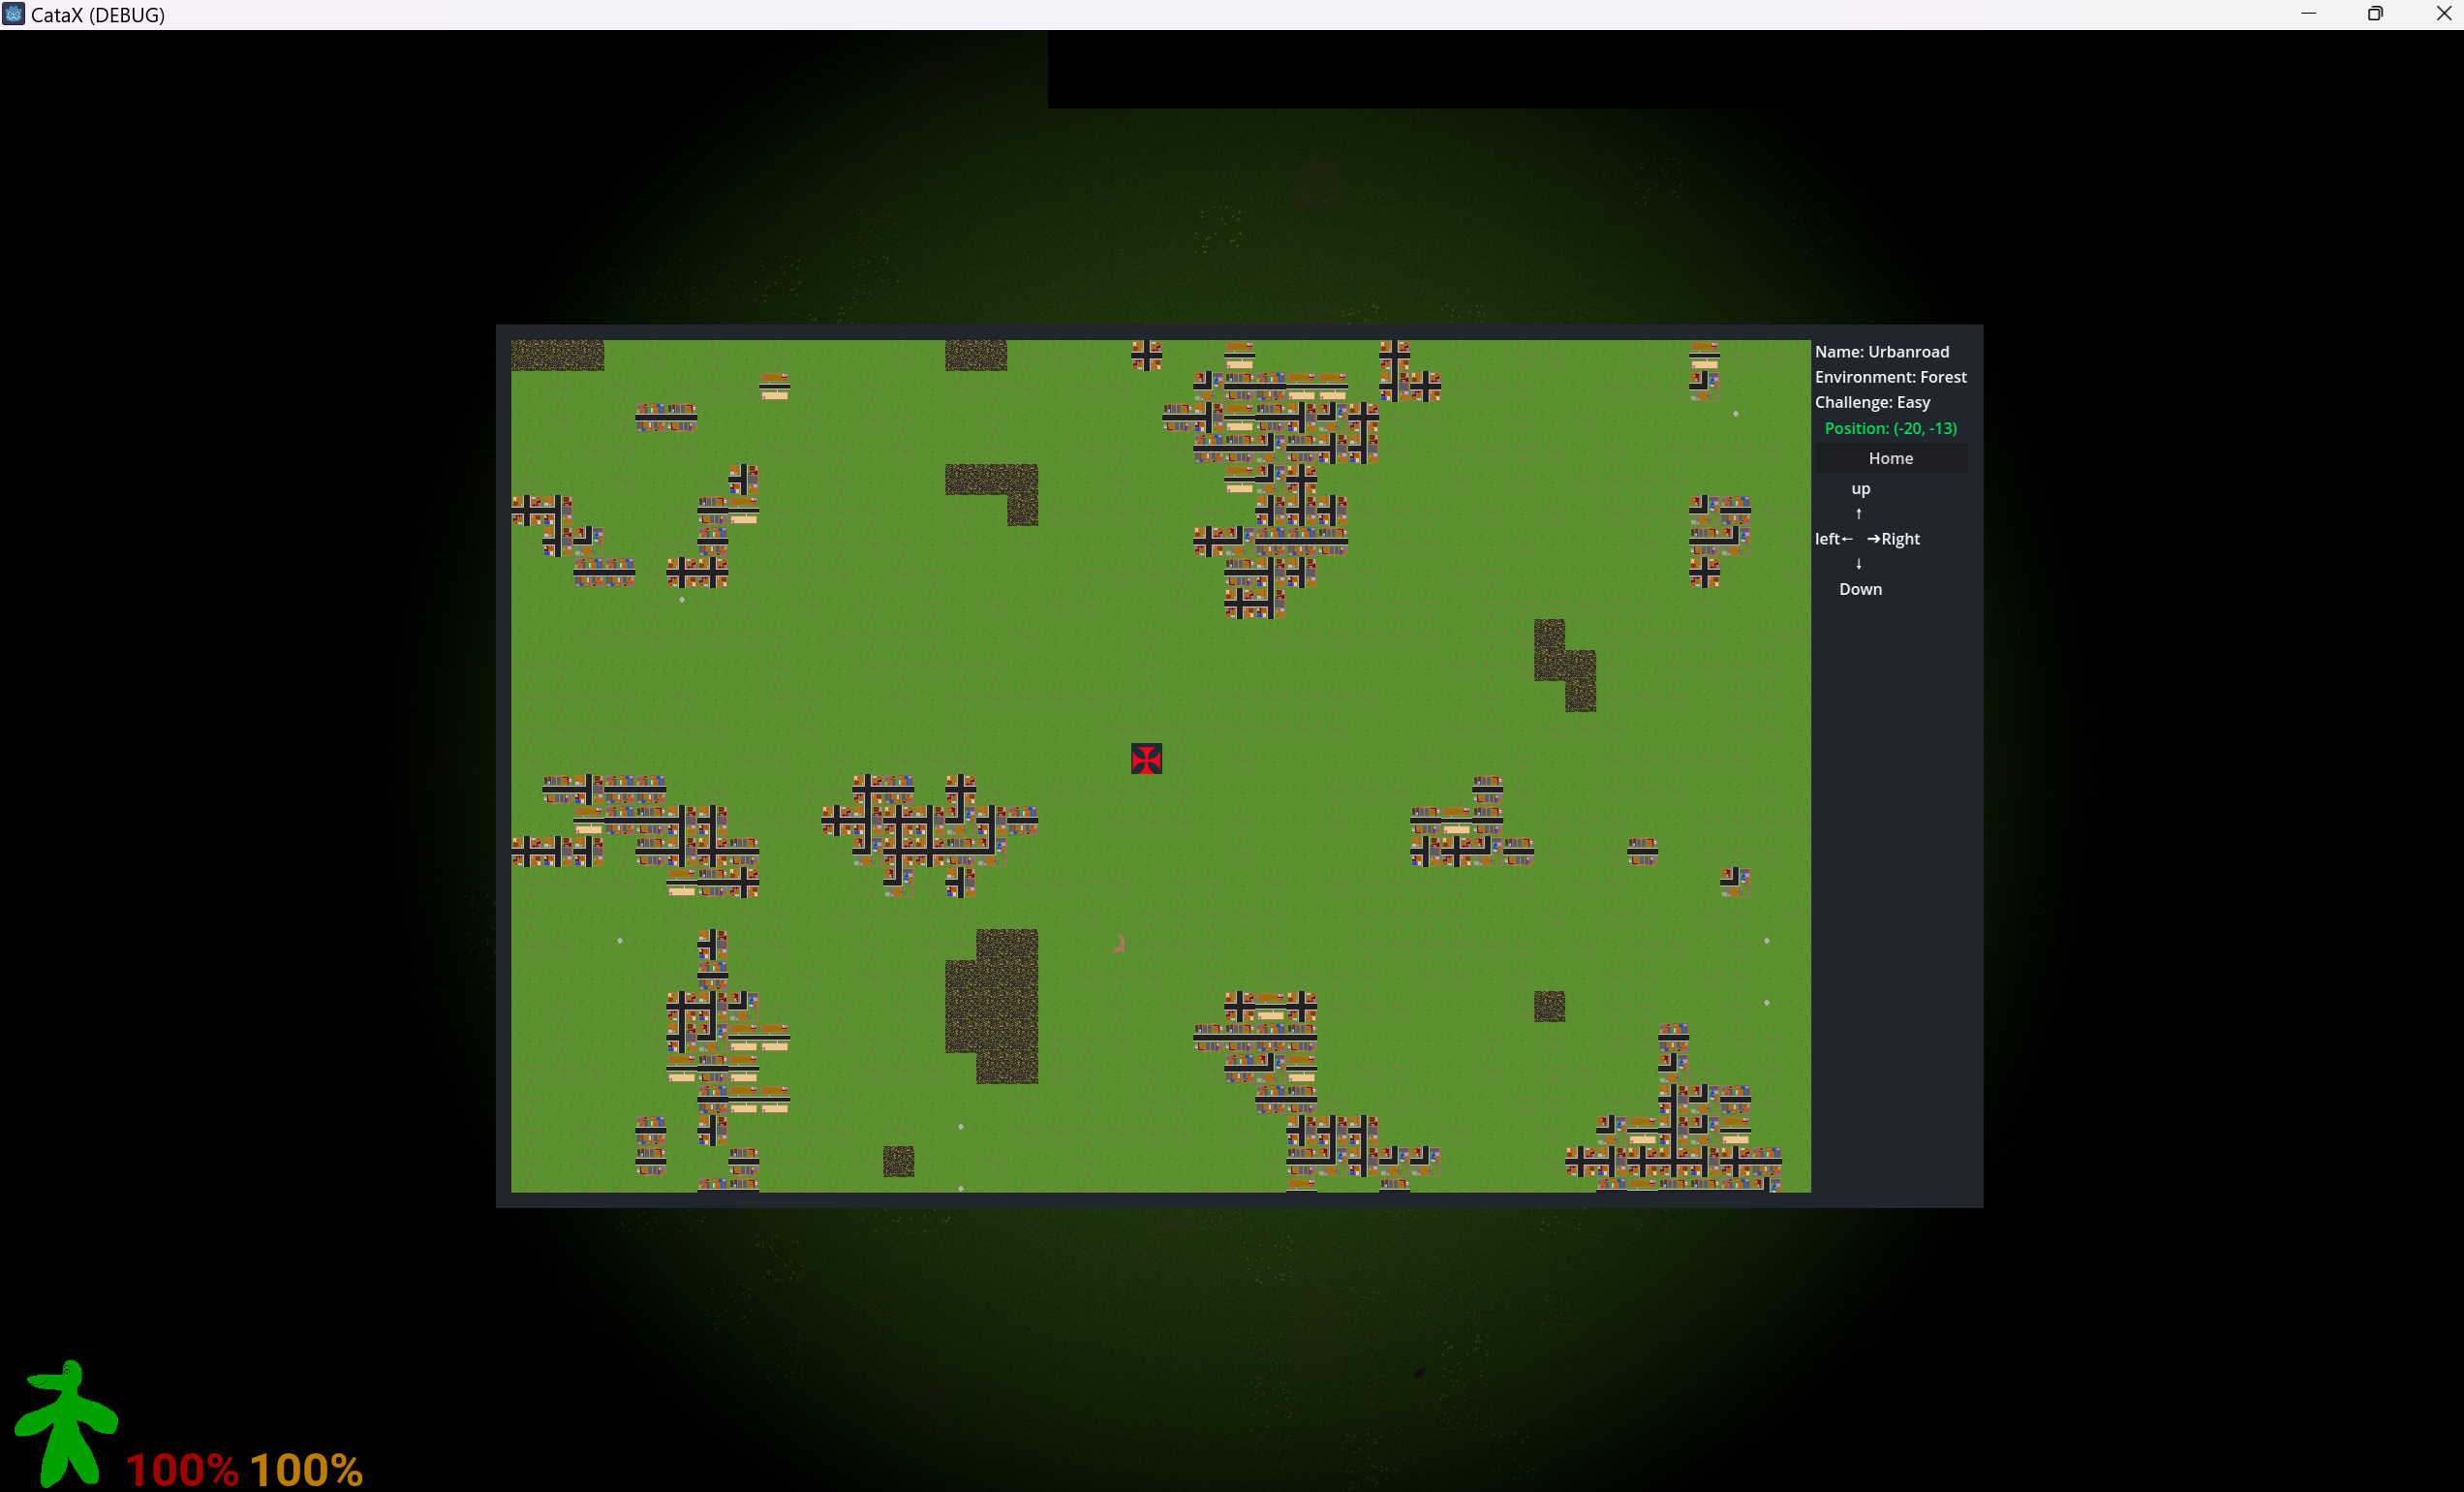 CataX (DEBUG)
Name: Urbanroad
Environment: Forest
Challenge: Easy
Position: (-20, -13)
Home
up
↑
left← →Right
↓
Down
100% 100%